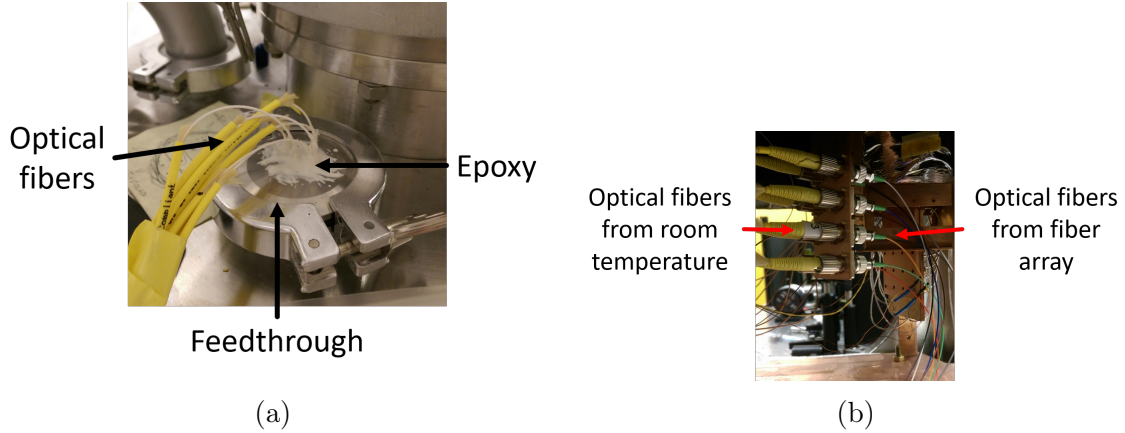 Optical
fibers
Epoxy
Feedthrough
(a)
Optical fibers
from room
temperature
Optical fibers
from fiber
array
(b)